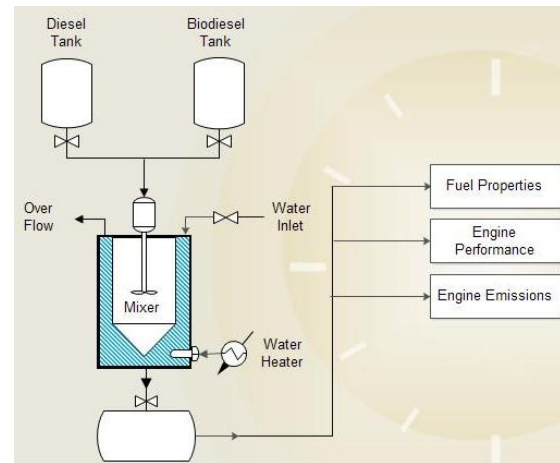 Diesel
Tank
Biodiesel
Tank
Over
Flow
Water
Inlet
Mixer
Water
Heater
Fuel Properties
Engine
Performance
Engine Emissions